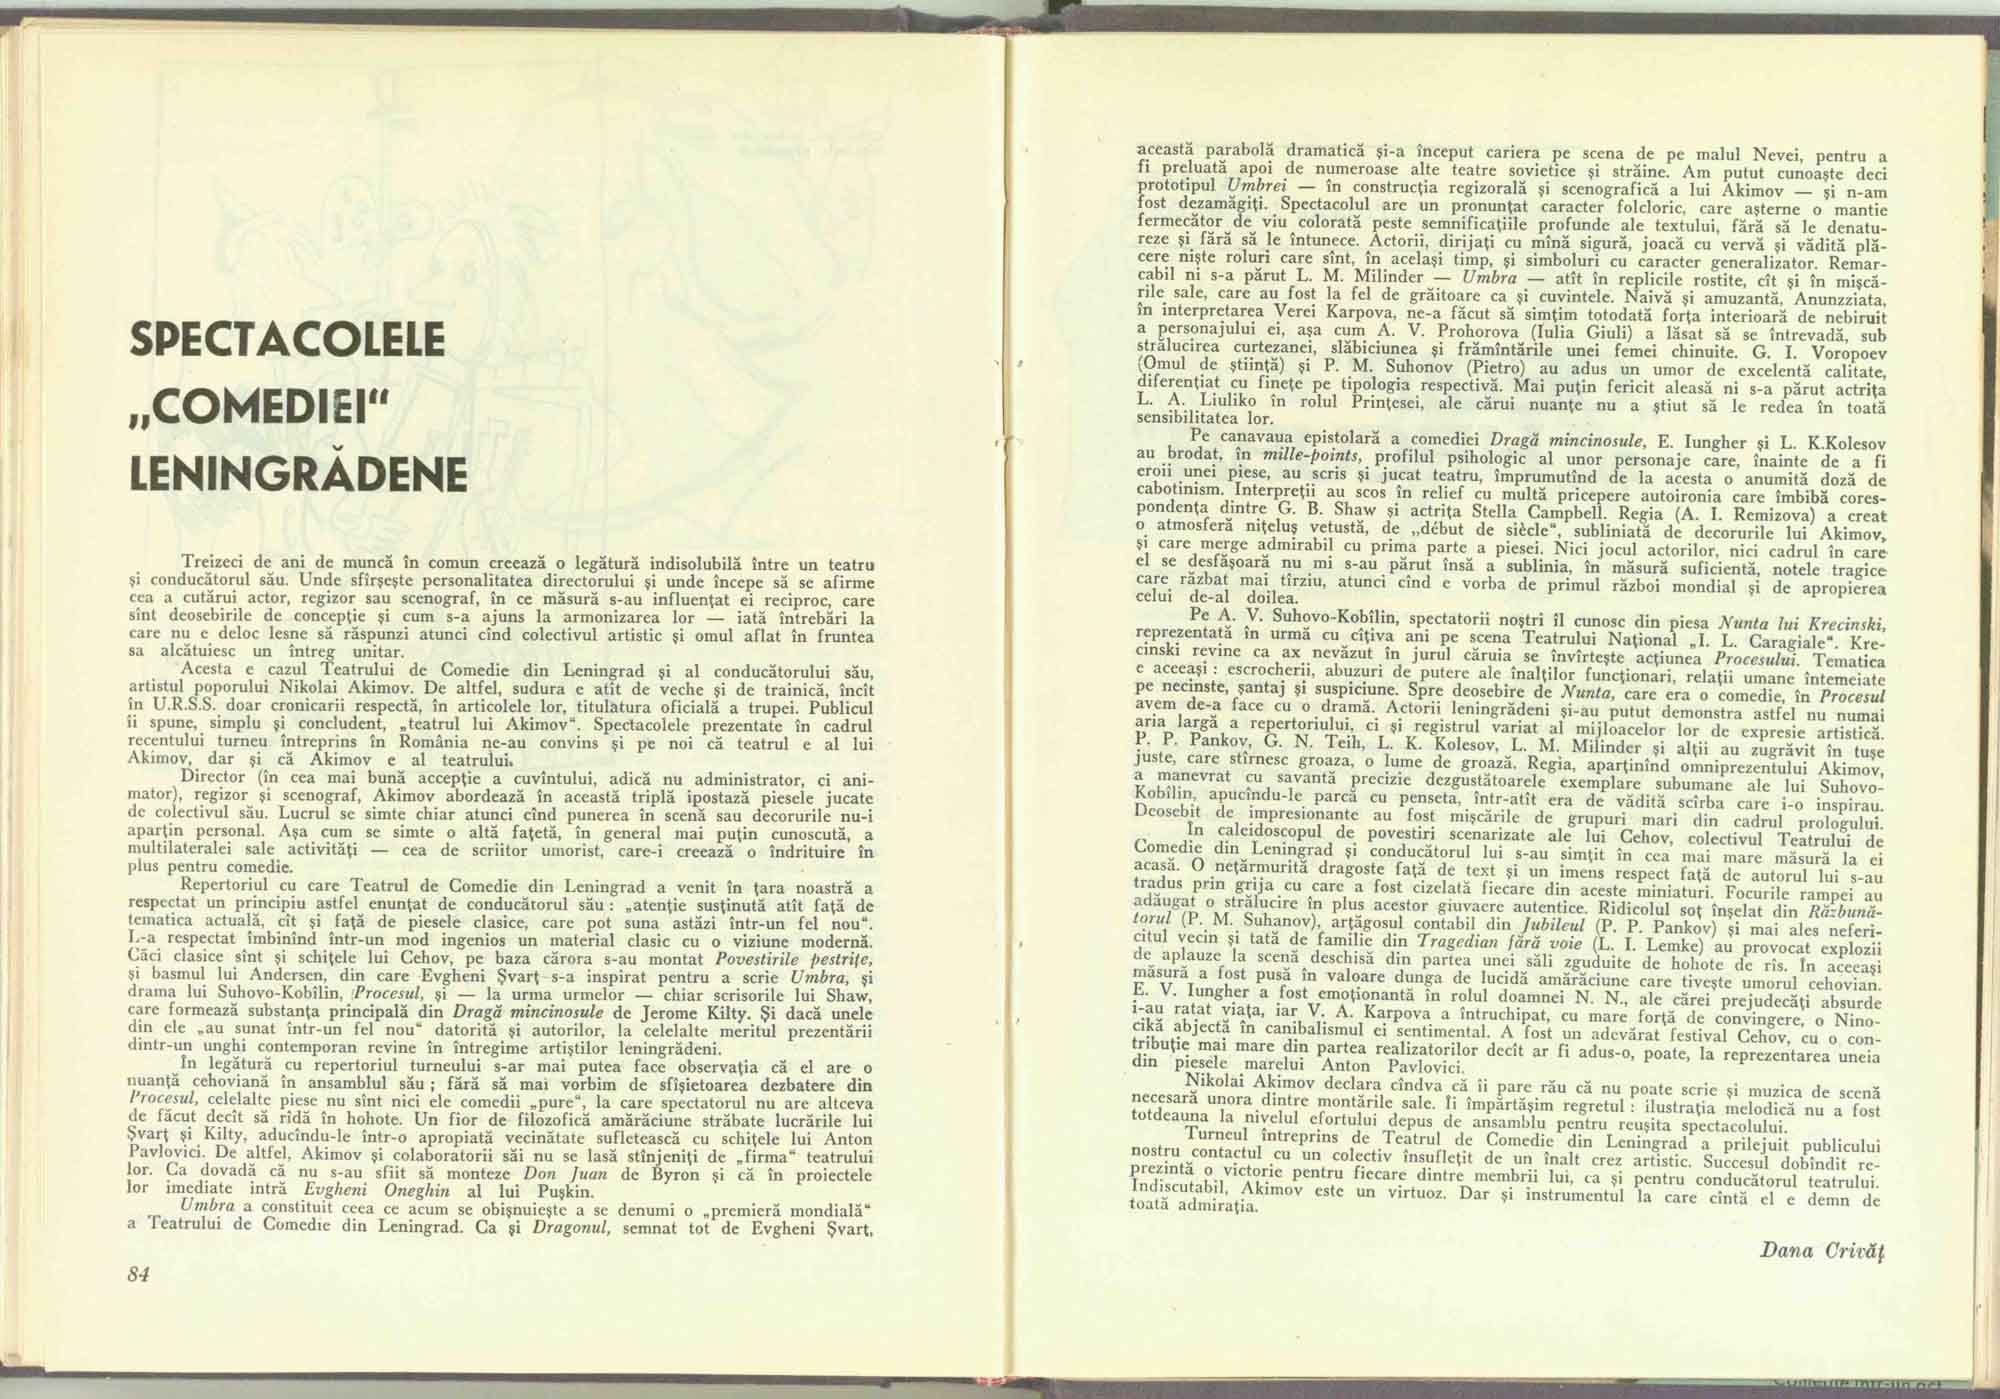 SPECTACOLELE
„COMEDIEI“
LENINGRĂDENE
Treizeci de ani de muncă în comun creează o legătură indisolubilă între un teatru
și conducătorul său. Unde sfîrșește personalitatea directorului și unde începe să se afirme
cea a cutărui actor, regizor sau scenograf, în ce măsură s-au influențat ei reciproc, care
sînt deosebirile de concepție și cum s-a ajuns la armonizarea lor — iată întrebări la
care nu e deloc lesne să răspunzi atunci cînd colectivul artistic și omul aflat în fruntea
sa alcătuiesc un întreg unitar.
Acesta e cazul Teatrului de Comedie din Leningrad și al conducătorului său,
artistul poporului Nikolai Akimov. De altfel, sudura e atît de veche și de trainică, încît
în U.R.S.S. doar cronicarii respectă, în articolele lor, titulatura oficială a trupei. Publicul
îi spune, simplu și concludent, „teatrul lui Akimov“. Spectacolele prezentate în cadrul
recentului turneu întreprins în România ne-au convins și pe noi că teatrul e al lui
Akimov, dar și că Akimov e al teatrului.
Director (în cea mai bună accepție a cuvîntului, adică nu administrator, ci ani-
mator), regizor și scenograf, Akimov abordează în această triplă ipostază piesele jucate
de colectivul său. Lucrul se simte chiar atunci cînd punerea în scenă sau decorurile nu-i
aparțin personal. Așa cum se simte o altă fațetă, în general mai puțin cunoscută, a
multilateralei sale activități — cea de scriitor umorist, care-i creează o îndrituire în
plus pentru comedie.
Repertoriul cu care Teatrul de Comedie din Leningrad a venit în țara noastră a
respectat un principiu astfel enunțat de conducătorul său : „atenție susținută atît față de
tematica actuală, cît și față de piesele clasice, care pot suna astăzi într-un fel nou“.
L-a respectat îmbinînd într-un mod ingenios un material clasic cu o viziune modernă.
Căci clasice sînt și schițele lui Cehov, pe baza cărora s-au montat Povestirile pestrițe,
și basmul lui Andersen, din care Evgheni Șvarț s-a inspirat pentru a scrie Umbra, și
drama lui Suhovo-Kobîlin, Procesul, și — la urma urmelor — chiar scrisorile lui Shaw,
care formează substanța principală din Dragă mincinosule de Jerome Kilty. Și dacă unele
din ele „au sunat într-un fel nou“ datorită și autorilor, la celelalte meritul prezentării
dintr-un unghi contemporan revine în întregime artiștilor leningrădeni.
În legătură cu repertoriul turneului s-ar mai putea face observația că el are o
nuanță cehoviană în ansamblul său ; fără să mai vorbim de sfîșietoarea dezbatere din
Procesul, celelalte piese nu sînt nici ele comedii „pure“, la care spectatorul nu are altceva
de făcut decît să rîdă în hohote. Un fior de filozofică amărăciune străbate lucrările lui
Șvarț și Kilty, aducîndu-le într-o apropiată vecinătate sufletească cu schițele lui Anton
Pavlovici. De altfel, Akimov și colaboratorii săi nu se lasă stînjeniți de „firma“ teatrului
lor. Ca dovadă că nu s-au sfiit să monteze Don Juan de Byron și că în proiectele
lor imediate intră Evgheni Oneghin al lui Pușkin.
Umbra a constituit ceea ce acum se obișnuiește a se denumi o „premieră mondială“
a Teatrului de Comedie din Leningrad. Ca și Dragonul, semnat tot de Evgheni Șvarț,
84
această parabolă dramatică și-a început cariera pe scena de pe malul Nevei, pentru a
fi preluată apoi de numeroase alte teatre sovietice și străine. Am putut cunoaște deci
prototipul Umbrei — în construcția regizorală și scenografică a lui Akimov — și n-am
fost dezamăgiți. Spectacolul are un pronunțat caracter folcloric, care așterne o mantie
fermecător de viu colorată peste semnificațiile profunde ale textului, fără să le denatu-
reze și fără să le întunece. Actorii, dirijați cu mînă sigură, joacă cu vervă și vădită plă-
cere niște roluri care sînt, în același timp, și simboluri cu caracter generalizator. Remar-
cabil ni s-a părut L. M. Milinder — Umbra — atît în replicile rostite, cît și în mișcă-
rile sale, care au fost la fel de grăitoare ca și cuvintele. Naivă și amuzantă, Anunzziata,
în interpretarea Verei Karpova, ne-a făcut să simțim totodată forța interioară de nebiruit
a personajului ei, așa cum A. V. Prohorova (Iulia Giuli) a lăsat să se întrevadă, sub
strălucirea curtezanei, slăbiciunea și frămîntările unei femei chinuite. G. I. Voropoev
(Omul de știință) și P. M. Suhonov (Pietro) au adus un umor de excelentă calitate,
diferențiat cu finețe pe tipologia respectivă. Mai puțin fericit aleasă ni s-a părut actrița
L. A. Liuliko în rolul Prințesei, ale cărui nuanțe nu a știut să le redea în toată
sensibilitatea lor.
Pe canavaua epistolară a comediei Dragă mincinosule, E. Iungher și L. K.Kolesov
au brodat, în mille-points, profilul psihologic al unor personaje care, înainte de a fi
eroii unei piese, au scris și jucat teatru, împrumutînd de la acesta o anumită doză de
cabotinism. Interpreții au scos în relief cu multă pricepere autoironia care îmbibă cores-
pondența dintre G. B. Shaw și actrița Stella Campbell. Regia (A. I. Remizova) a creat
o atmosferă nițeluș vetustă, de „début de siècle“, subliniată de decorurile lui Akimov,
și care merge admirabil cu prima parte a piesei. Nici jocul actorilor, nici cadrul în care
el se desfășoară nu mi s-au părut însă a sublinia, în măsură suficientă, notele tragice
care răzbat mai tîrziu, atunci cînd e vorba de primul război mondial și de apropierea
celui de-al doilea.
Pe A. V. Suhovo-Kobîlin, spectatorii noștri îl cunosc din piesa Nunta lui Krecinski,
reprezentată în urmă cu cîțiva ani pe scena Teatrului Național „I. L. Caragiale“. Kre-
cinski revine ca ax nevăzut în jurul căruia se învîrtește acțiunea Procesului. Tematica
e aceeași : escrocherii, abuzuri de putere ale înalților funcționari, relații umane întemeiate
pe necinste, șantaj și suspiciune. Spre deosebire de Nunta, care era o comedie, în Procesul
avem de-a face cu o dramă. Actorii leningrădeni și-au putut demonstra astfel nu numai
aria largă a repertoriului, ci și registrul variat al mijloacelor lor de expresie artistică.
P. P. Pankov, G. N. Teih, L. K. Kolesov, L. M. Milinder și alții au zugrăvit în tușe
juste, care stîrnesc groaza, o lume de groază. Regia, aparținînd omniprezentului Akimov,
a manevrat cu savantă precizie dezgustătoarele exemplare subumane ale lui Suhovo-
Kobîlin, apucîndu-le parcă cu penseta, într-atît era de vădită scîrba care i-o inspirau.
Deosebit de impresionante au fost mișcările de grupuri mari din cadrul prologului.
În caleidoscopul de povestiri scenarizate ale lui Cehov, colectivul Teatrului de
Comedie din Leningrad și conducătorul lui s-au simțit în cea mai mare măsură la ei
acasă. O nețărmurită dragoste față de text și un imens respect față de autorul lui s-au
tradus prin grija cu care a fost cizelată fiecare din aceste miniaturi. Focurile rampei au
adăugat o strălucire în plus acestor giuvaere autentice. Ridicolul soț înșelat din Răzbună-
torul (P. M. Suhanov), arțăgosul contabil din Jubileul (P. P. Pankov) și mai ales neferi-
citul vecin și tată de familie din Tragedian fără voie (L. I. Lemke) au provocat explozii
de aplauze la scenă deschisă din partea unei săli zguduite de hohote de rîs. În aceeași
măsură a fost pusă în valoare dunga de lucidă amărăciune care tivește umorul cehovian.
E. V. Iungher a fost emoționantă în rolul doamnei N. N., ale cărei prejudecăți absurde
i-au ratat viața, iar V. A. Karpova a întruchipat, cu mare forță de convingere, o Nino-
cikă abjectă în canibalismul ei sentimental. A fost un adevărat festival Cehov, cu o con-
tribuție mai mare din partea realizatorilor decît ar fi adus-o, poate, la reprezentarea uneia
din piesele marelui Anton Pavlovici.
Nikolai Akimov declara cîndva că îi pare rău că nu poate scrie și muzica de scenă
necesară unora dintre montările sale. Îi împărtășim regretul : ilustrația melodică nu a fost
totdeauna la nivelul efortului depus de ansamblu pentru reușita spectacolului.
Turneul întreprins de Teatrul de Comedie din Leningrad a prilejuit publicului
nostru contactul cu un colectiv însuflețit de un înalt crez artistic. Succesul dobîndit re-
prezintă o victorie pentru fiecare dintre membrii lui, ca și pentru conducătorul teatrului.
Indiscutabil, Akimov este un virtuoz. Dar și instrumentul la care cîntă el e demn de
toată admirația.
Dana Crivăț